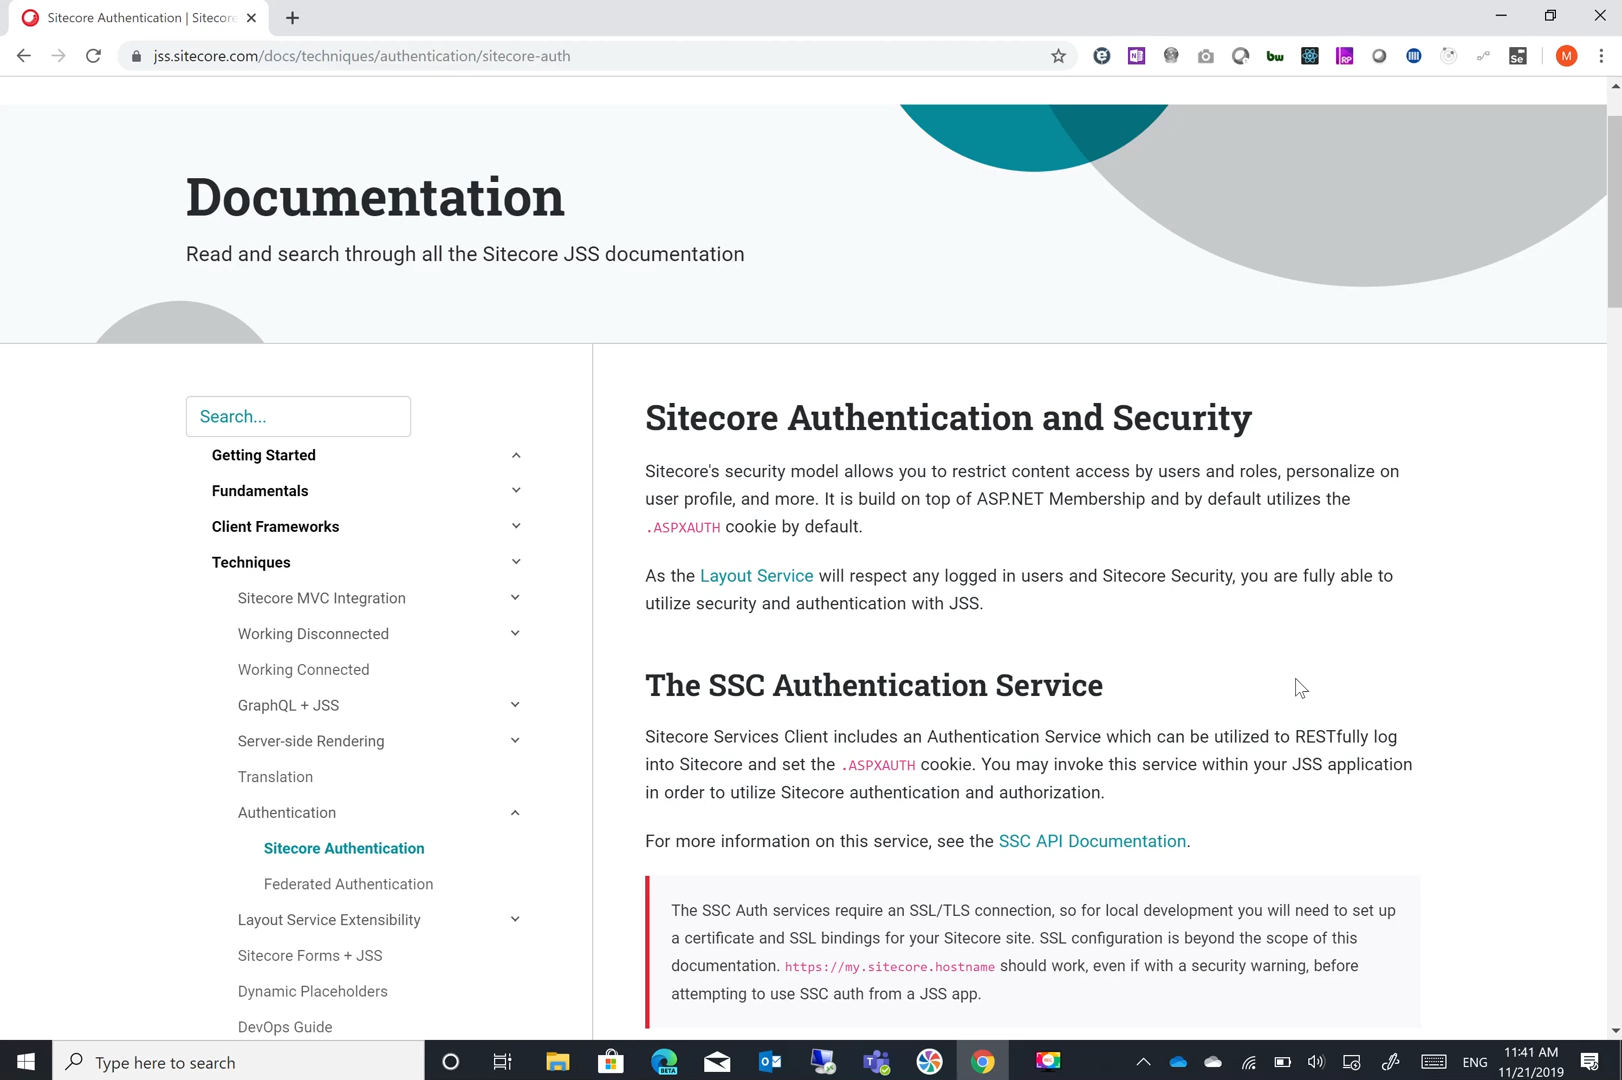 Sitecore Authentication | Sitecore
jss.sitecore.com/docs/techniques/authentication/sitecore-auth
N
bw
RP
Se
M
Documentation
Read and search through all the Sitecore JSS documentation
Search...
Getting Started
Fundamentals
Client Frameworks
Techniques
Sitecore MVC Integration
Working Disconnected
Working Connected
GraphQL + JSS
Server-side Rendering
Translation
Authentication
Sitecore Authentication
Federated Authentication
Layout Service Extensibility
Sitecore Forms + JSS
Dynamic Placeholders
DevOps Guide
Sitecore Authentication and Security
Sitecore's security model allows you to restrict content access by users and roles, personalize on
user profile, and more. It is build on top of ASP.NET Membership and by default utilizes the
.ASPXAUTH cookie by default.
As the Layout Service will respect any logged in users and Sitecore Security, you are fully able to
utilize security and authentication with JSS.
The SSC Authentication Service
Sitecore Services Client includes an Authentication Service which can be utilized to RESTfully log
into Sitecore and set the .ASPXAUTH cookie. You may invoke this service within your JSS application
in order to utilize Sitecore authentication and authorization.
For more information on this service, see the SSC API Documentation.
The SSC Auth services require an SSL/TLS connection, so for local development you will need to set up
a certificate and SSL bindings for your Sitecore site. SSL configuration is beyond the scope of this
documentation. https://my.sitecore.hostname should work, even if with a security warning, before
attempting to use SSC auth from a JSS app.
Type here to search
BETA
ENG
11:41 AM
11/21/2019